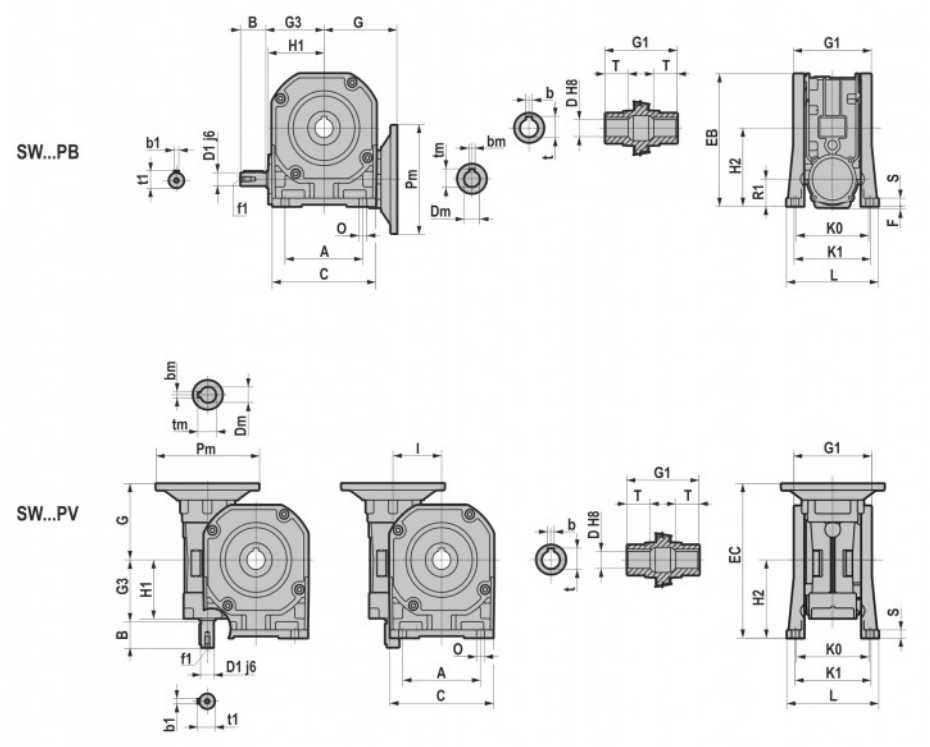 B G3 G
H1
G1
T T
b
D H8
t
G1
SW...PB
b1
t1
D1 j6
f1
tm
bm
Dm
Pm
O
A
C
EB
H2
R1
S
F
K0
K1
L
bm
tm
Dm
Pm
I
G1
T T
b
D H8
t
G1
SW...PV
G
G3
H1
B
f1
D1 j6
b1
t1
O
A
C
EC
H2
S
K0
K1
L